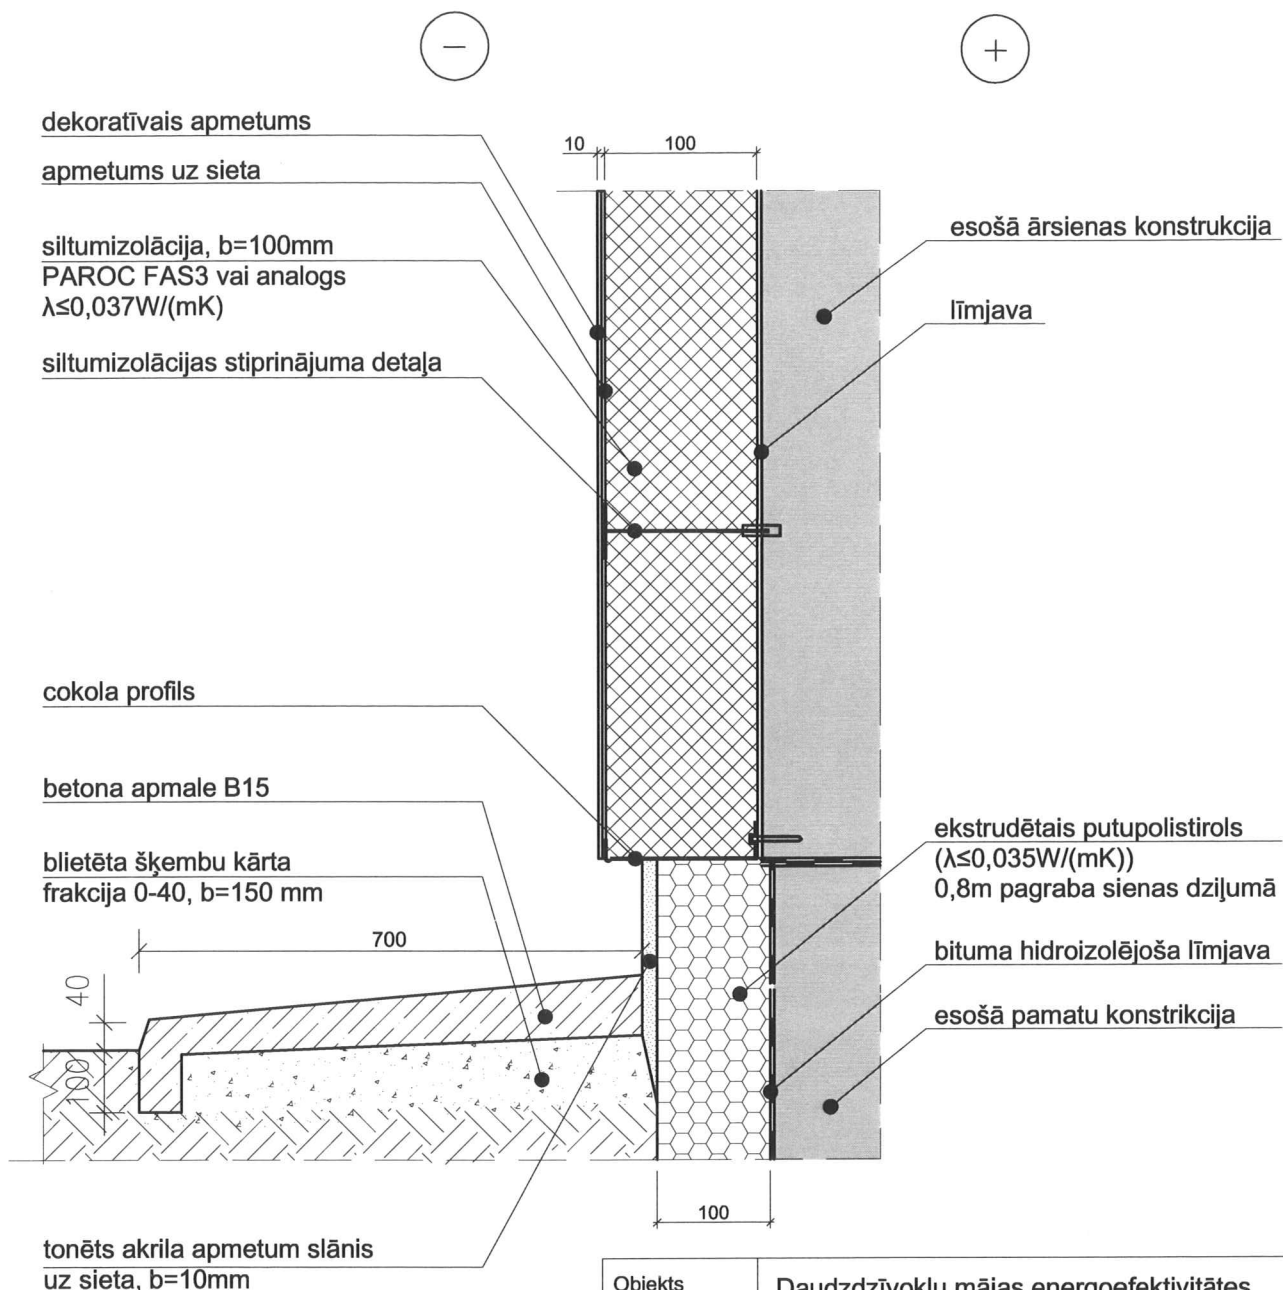 −
+
dekoratīvais apmetums
apmetums uz sieta
siltumizolācija, b=100mm
PAROC FAS3 vai analogs
λ≤0,037W/(mK)
siltumizolācijas stiprinājuma detaļa
10
100
esošā ārsienas konstrukcija
līmjava
cokola profils
betona apmale B15
blietēta šķembu kārta
frakcija 0-40, b=150 mm
700
40
100
ekstrudētais putupolistirols
(λ≤0,035W/(mK))
0,8m pagraba sienas dziļumā
bituma hidroizolējoša līmjava
esošā pamatu konstrikcija
100
tonēts akrila apmetum slānis
uz sieta, b=10mm
Objekts
Daudzdzīvokļu mājas energoefektivitātes